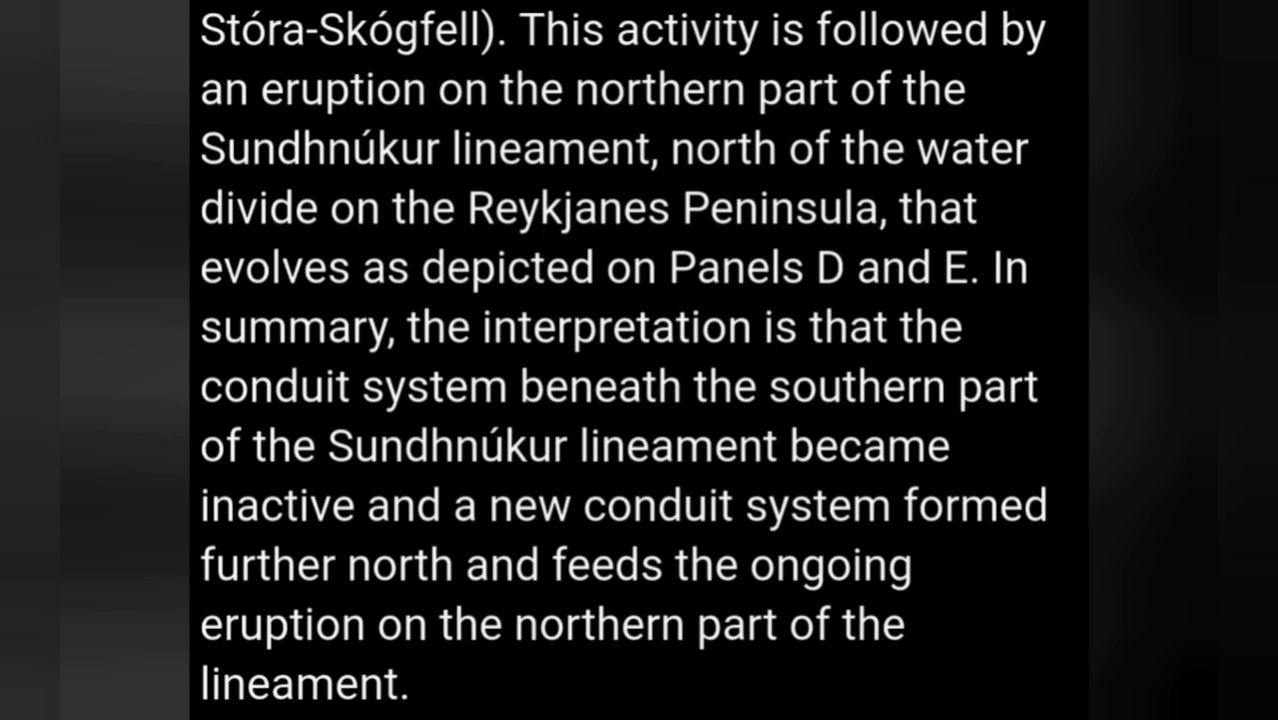 Stóra-Skógfell). This activity is followed by
an eruption on the northern part of the
Sundhnúkur lineament, north of the water
divide on the Reykjanes Peninsula, that
evolves as depicted on Panels D and E. In
summary, the interpretation is that the
conduit system beneath the southern part
of the Sundhnúkur lineament became
inactive and a new conduit system formed
further north and feeds the ongoing
eruption on the northern part of the
lineament.